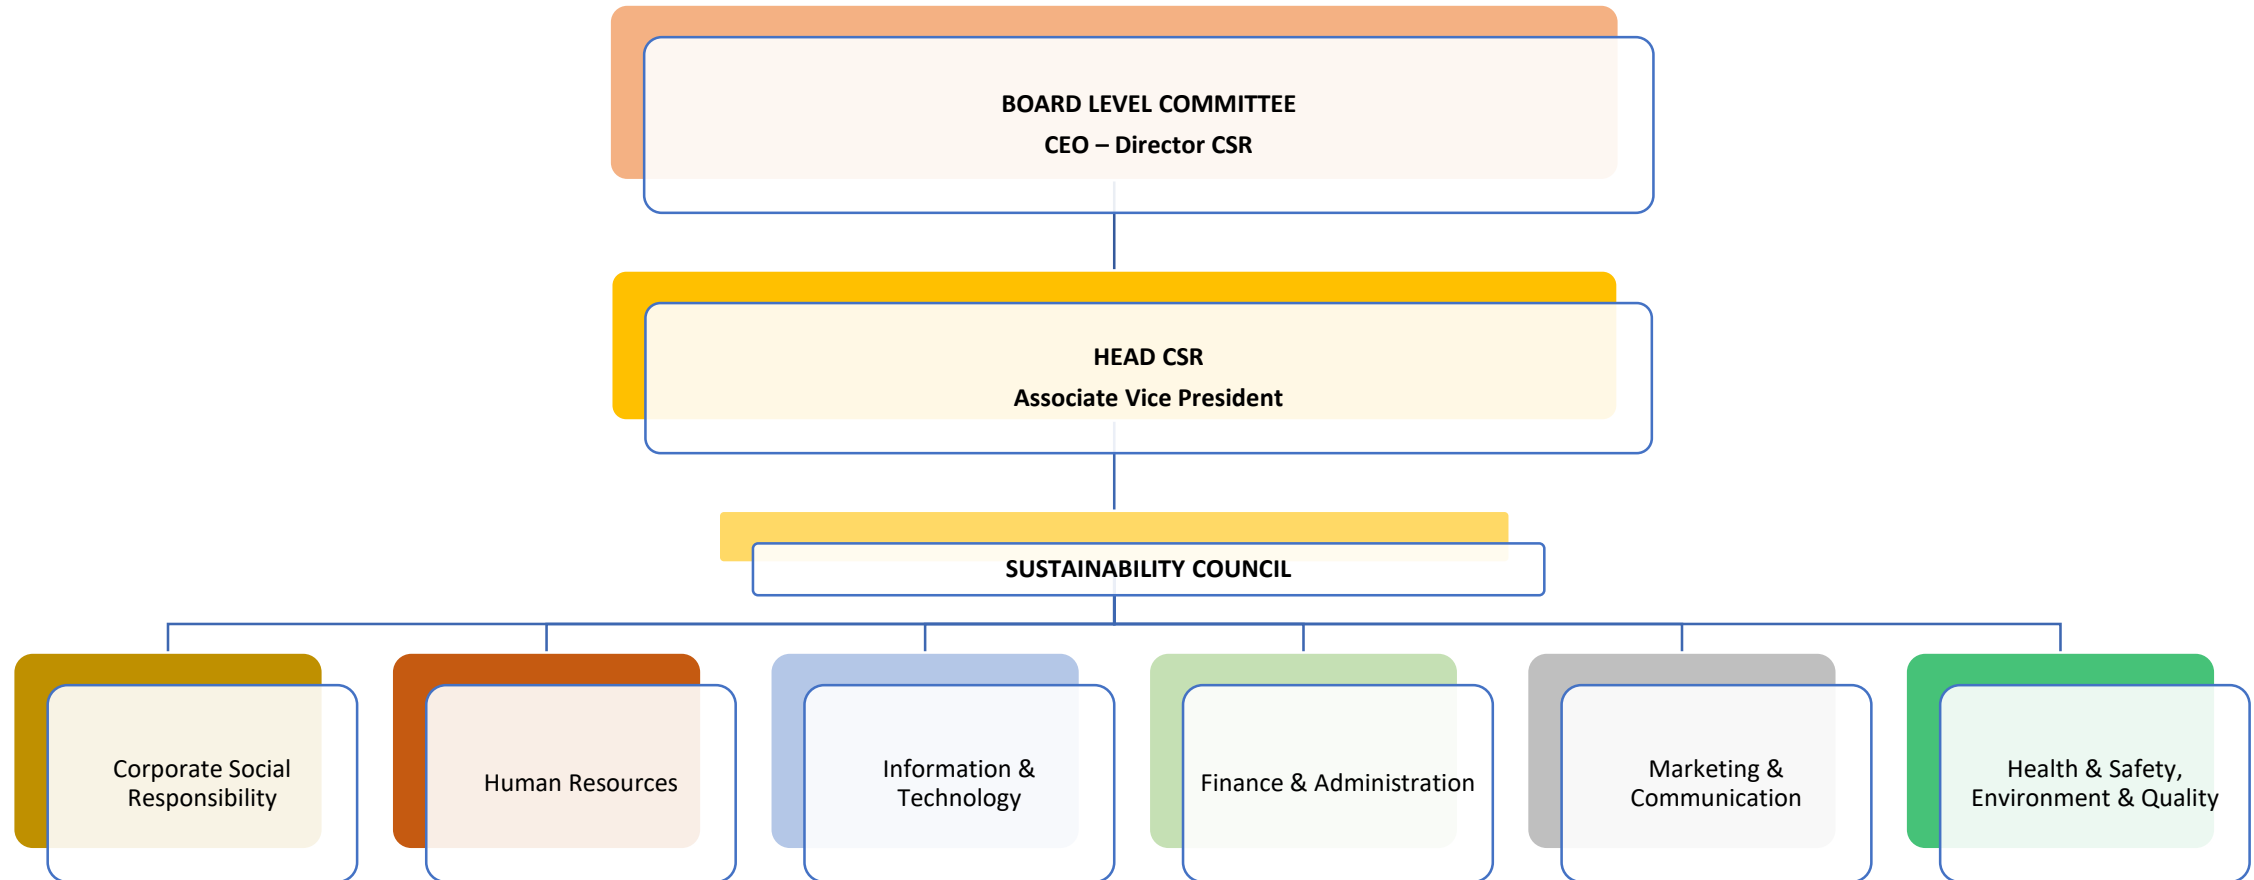 BOARD LEVEL COMMITTEE
CEO – Director CSR
HEAD CSR
Associate Vice President
SUSTAINABILITY COUNCIL
Corporate Social
Responsibility
Human Resources
Information &
Technology
Finance & Administration
Marketing &
Communication
Health & Safety,
Environment & Quality